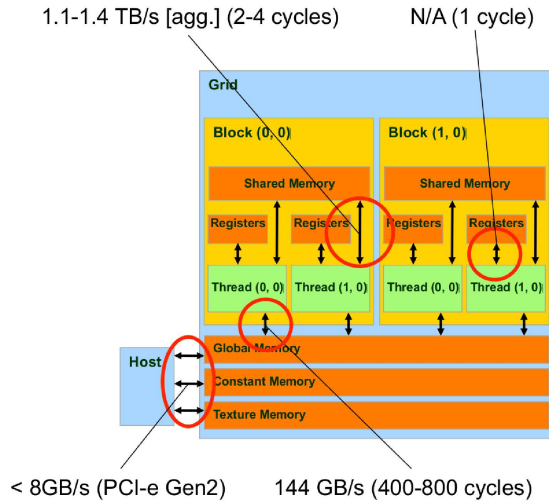 1.1-1.4 TB/s [agg.] (2-4 cycles)
N/A (1 cycle)
Grid
Block (0, 0)
Block (1, 0)
Shared Memory
Shared Memory
Registers
Registers
Registers
Registers
Thread (0, 0)
Thread (1, 0)
Thread (0, 0)
Thread (1, 0)
Host
Global Memory
Constant Memory
Texture Memory
< 8GB/s (PCI-e Gen2)
144 GB/s (400-800 cycles)